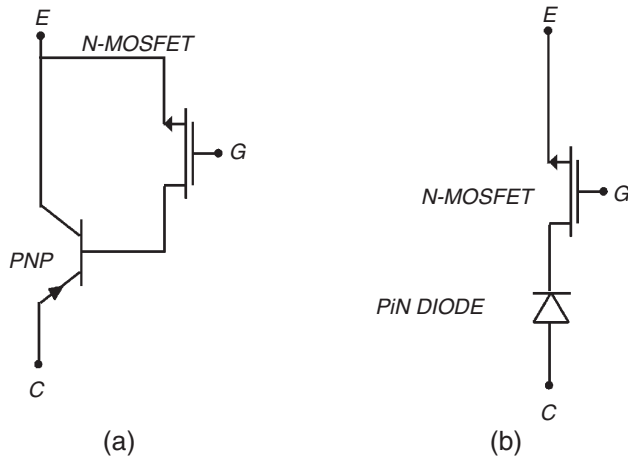 E
N-MOSFET
G
PNP
C
(a)
E
N-MOSFET
G
PiN DIODE
C
(b)